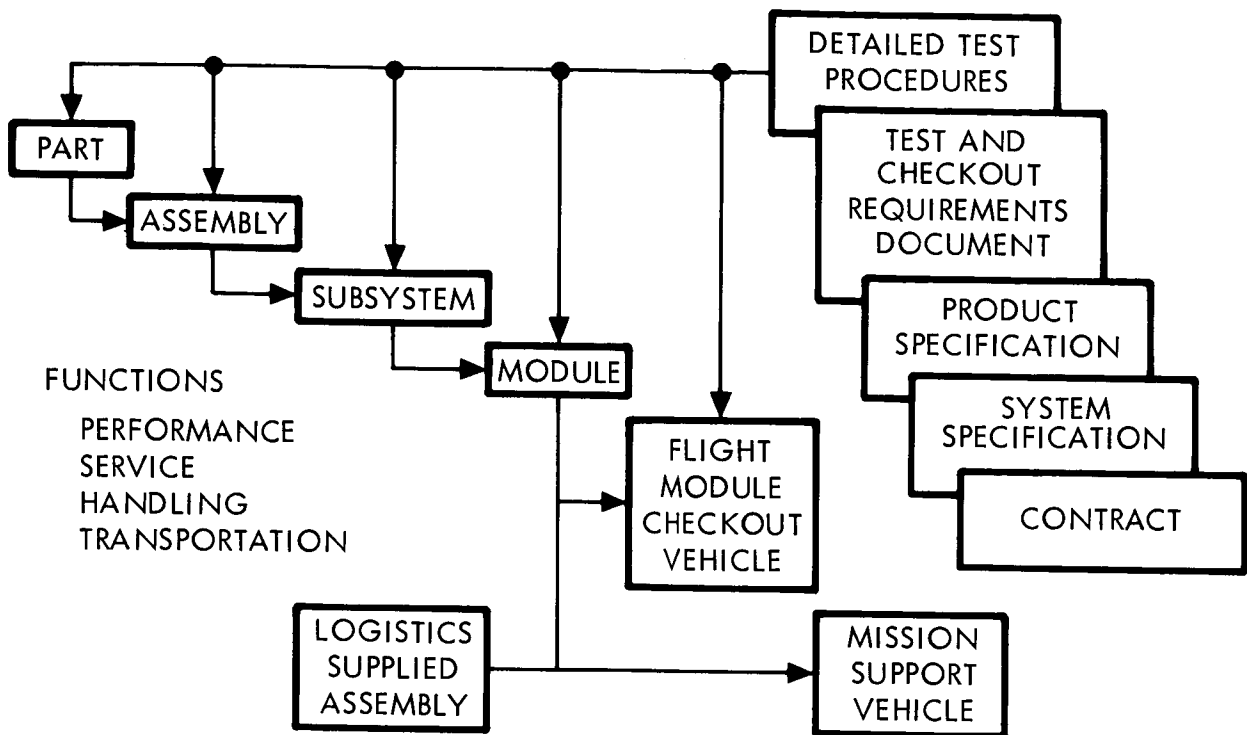 DETAILED TEST
PROCEDURES
PART
TEST AND
CHECKOUT
REQUIREMENTS
DOCUMENT
ASSEMBLY
SUBSYSTEM
PRODUCT
SPECIFICATION
MODULE
FUNCTIONS
PERFORMANCE
SERVICE
HANDLING
TRANSPORTATION
SYSTEM
SPECIFICATION
FLIGHT
MODULE
CHECKOUT
VEHICLE
CONTRACT
LOGISTICS
SUPPLIED
ASSEMBLY
MISSION
SUPPORT
VEHICLE